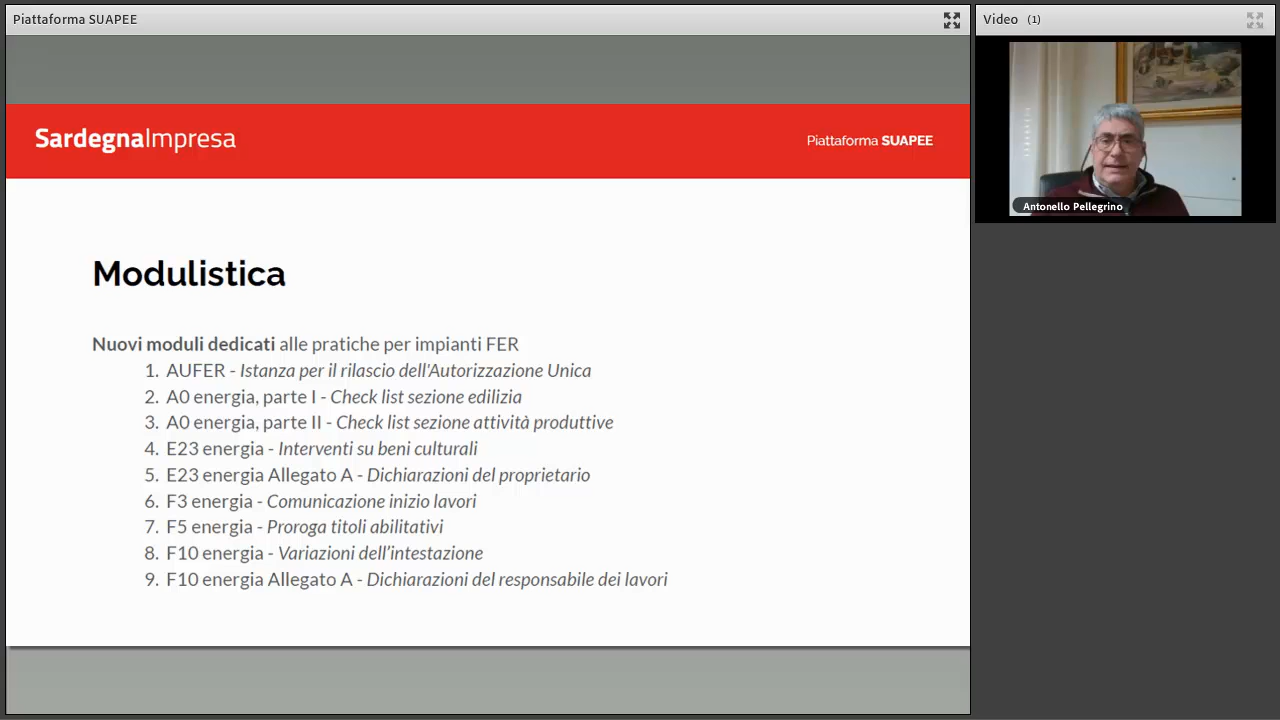 Piattaforma SUAPEE
Video (1)
SardegnaImpresa
Piattaforma SUAPEE
Antonello Pellegrino
Modulistica
Nuovi moduli dedicati alle pratiche per impianti FER
1. AUFER - Istanza per il rilascio dell'Autorizzazione Unica
2. A0 energia, parte I - Check list sezione edilizia
3. A0 energia, parte II - Check list sezione attività produttive
4. E23 energia - Interventi su beni culturali
5. E23 energia Allegato A - Dichiarazioni del proprietario
6. F3 energia - Comunicazione inizio lavori
7. F5 energia - Proroga titoli abilitativi
8. F10 energia - Variazioni dell'intestazione
9. F10 energia Allegato A - Dichiarazioni del responsabile dei lavori